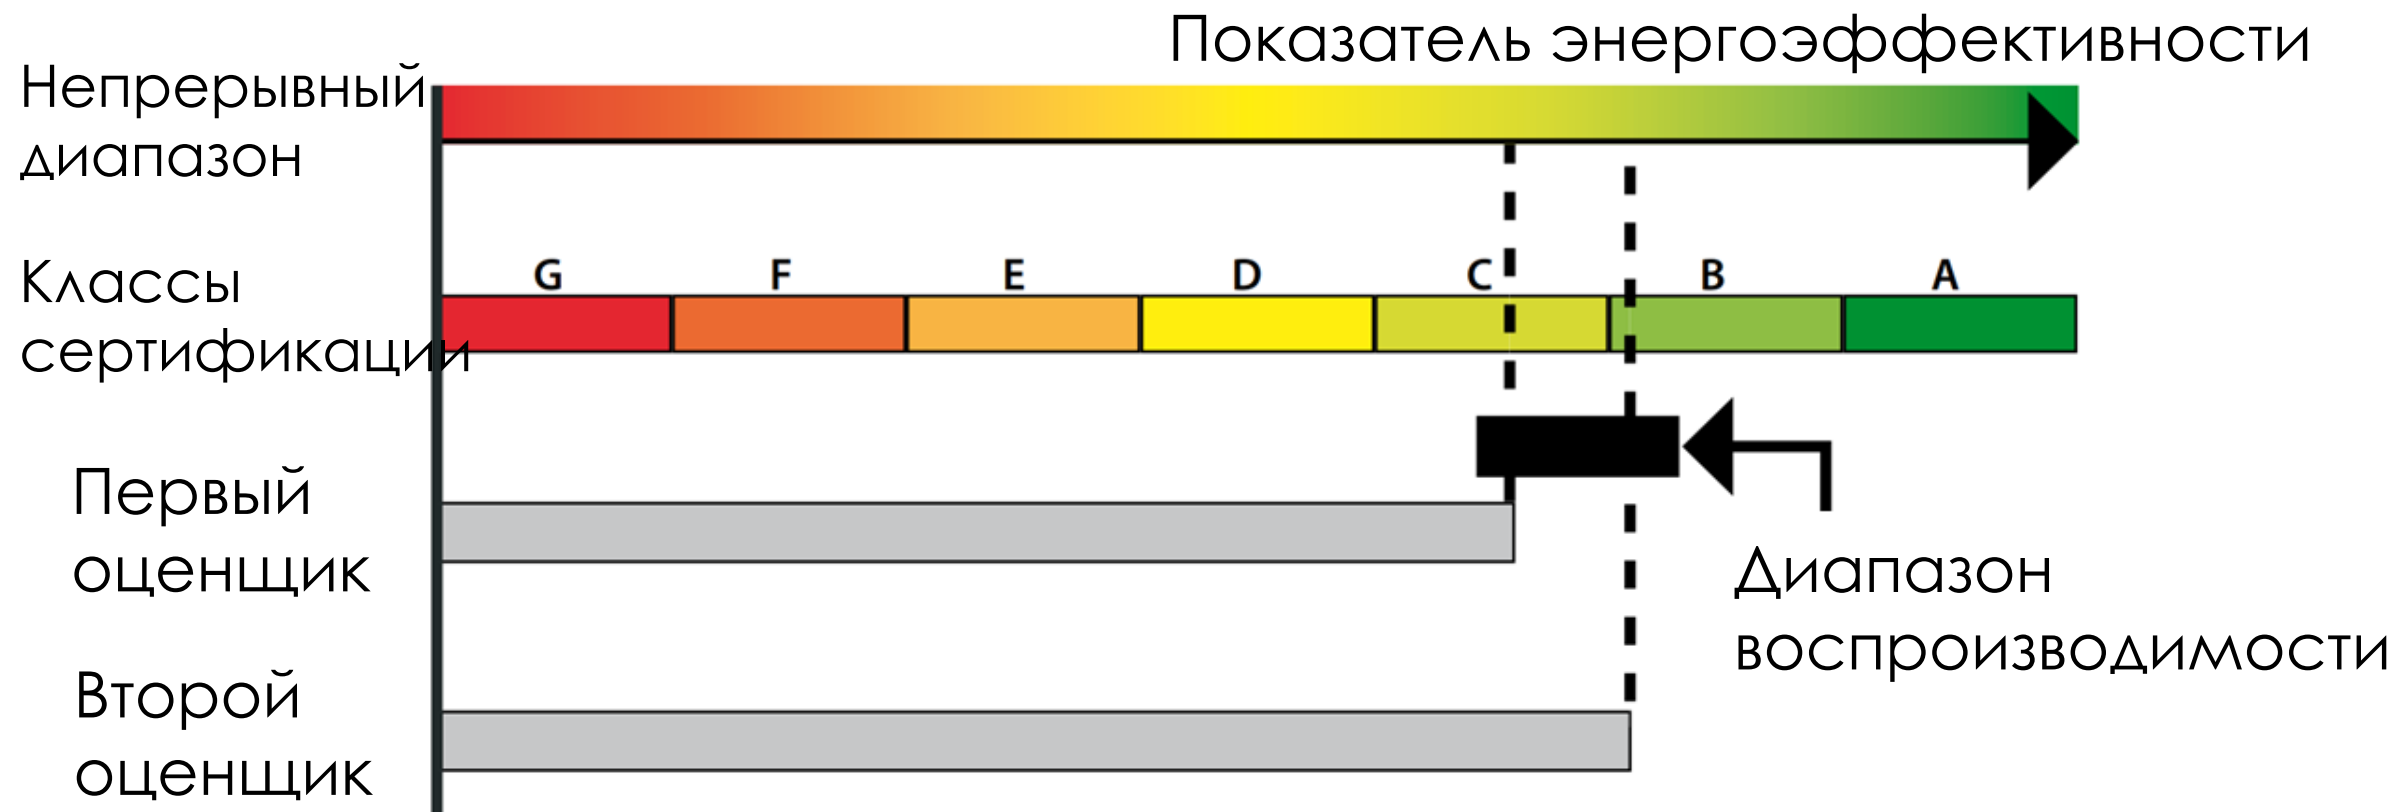 Показатель энергоэффективности
Непрерывный
диапазон
Классы
сертификации
G F E D C B A
Первый
оценщик
Диапазон
воспроизводимости
Второй
оценщик